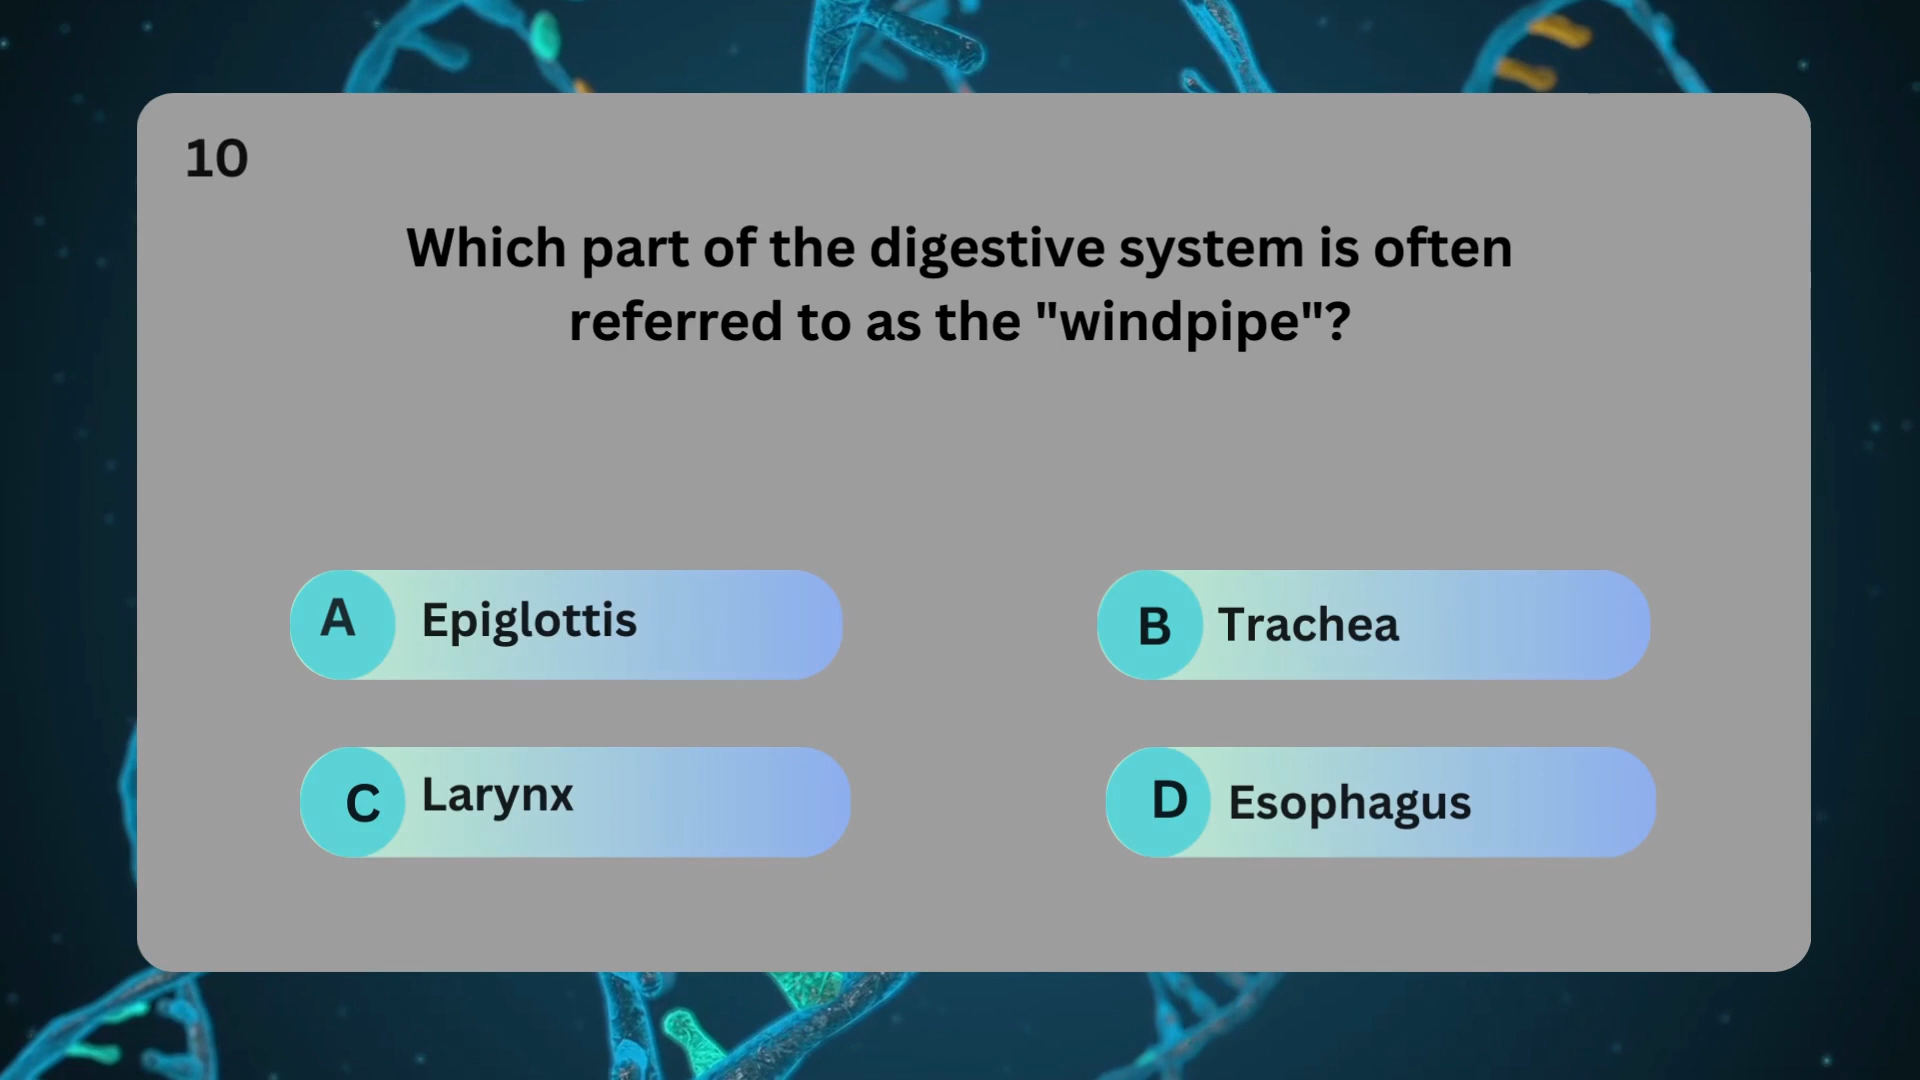 10
Which part of the digestive system is often
referred to as the "windpipe"?
A Epiglottis
B Trachea
C Larynx
D Esophagus